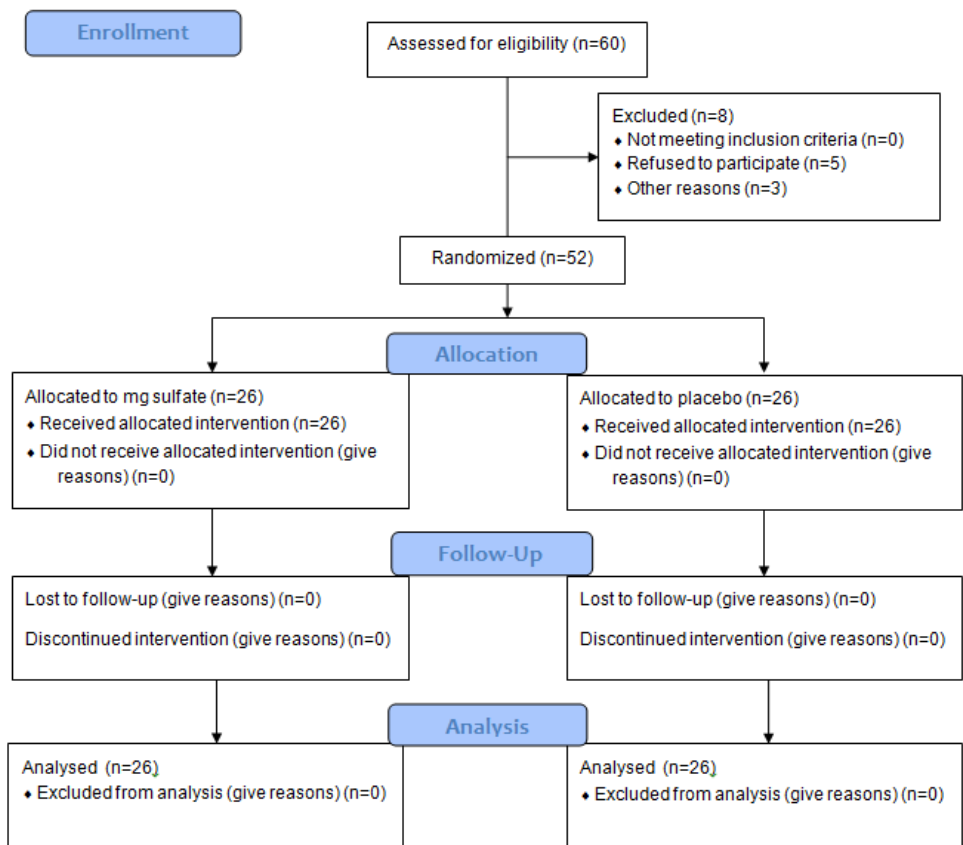 Enrollment
Assessed for eligibility (n=60)
Excluded (n=8)
♦ Not meeting inclusion criteria (n=0)
♦ Refused to participate (n=5)
♦ Other reasons (n=3)
Randomized (n=52)
Allocation
Allocated to mg sulfate (n=26)
♦ Received allocated intervention (n=26)
♦ Did not receive allocated intervention (give
reasons) (n=0)
Allocated to placebo (n=26)
♦ Received allocated intervention (n=26)
♦ Did not receive allocated intervention (give
reasons) (n=0)
Follow-Up
Lost to follow-up (give reasons) (n=0)
Discontinued intervention (give reasons) (n=0)
Lost to follow-up (give reasons) (n=0)
Discontinued intervention (give reasons) (n=0)
Analysis
Analysed (n=26)
♦ Excluded from analysis (give reasons) (n=0)
Analysed (n=26)
♦ Excluded from analysis (give reasons) (n=0)